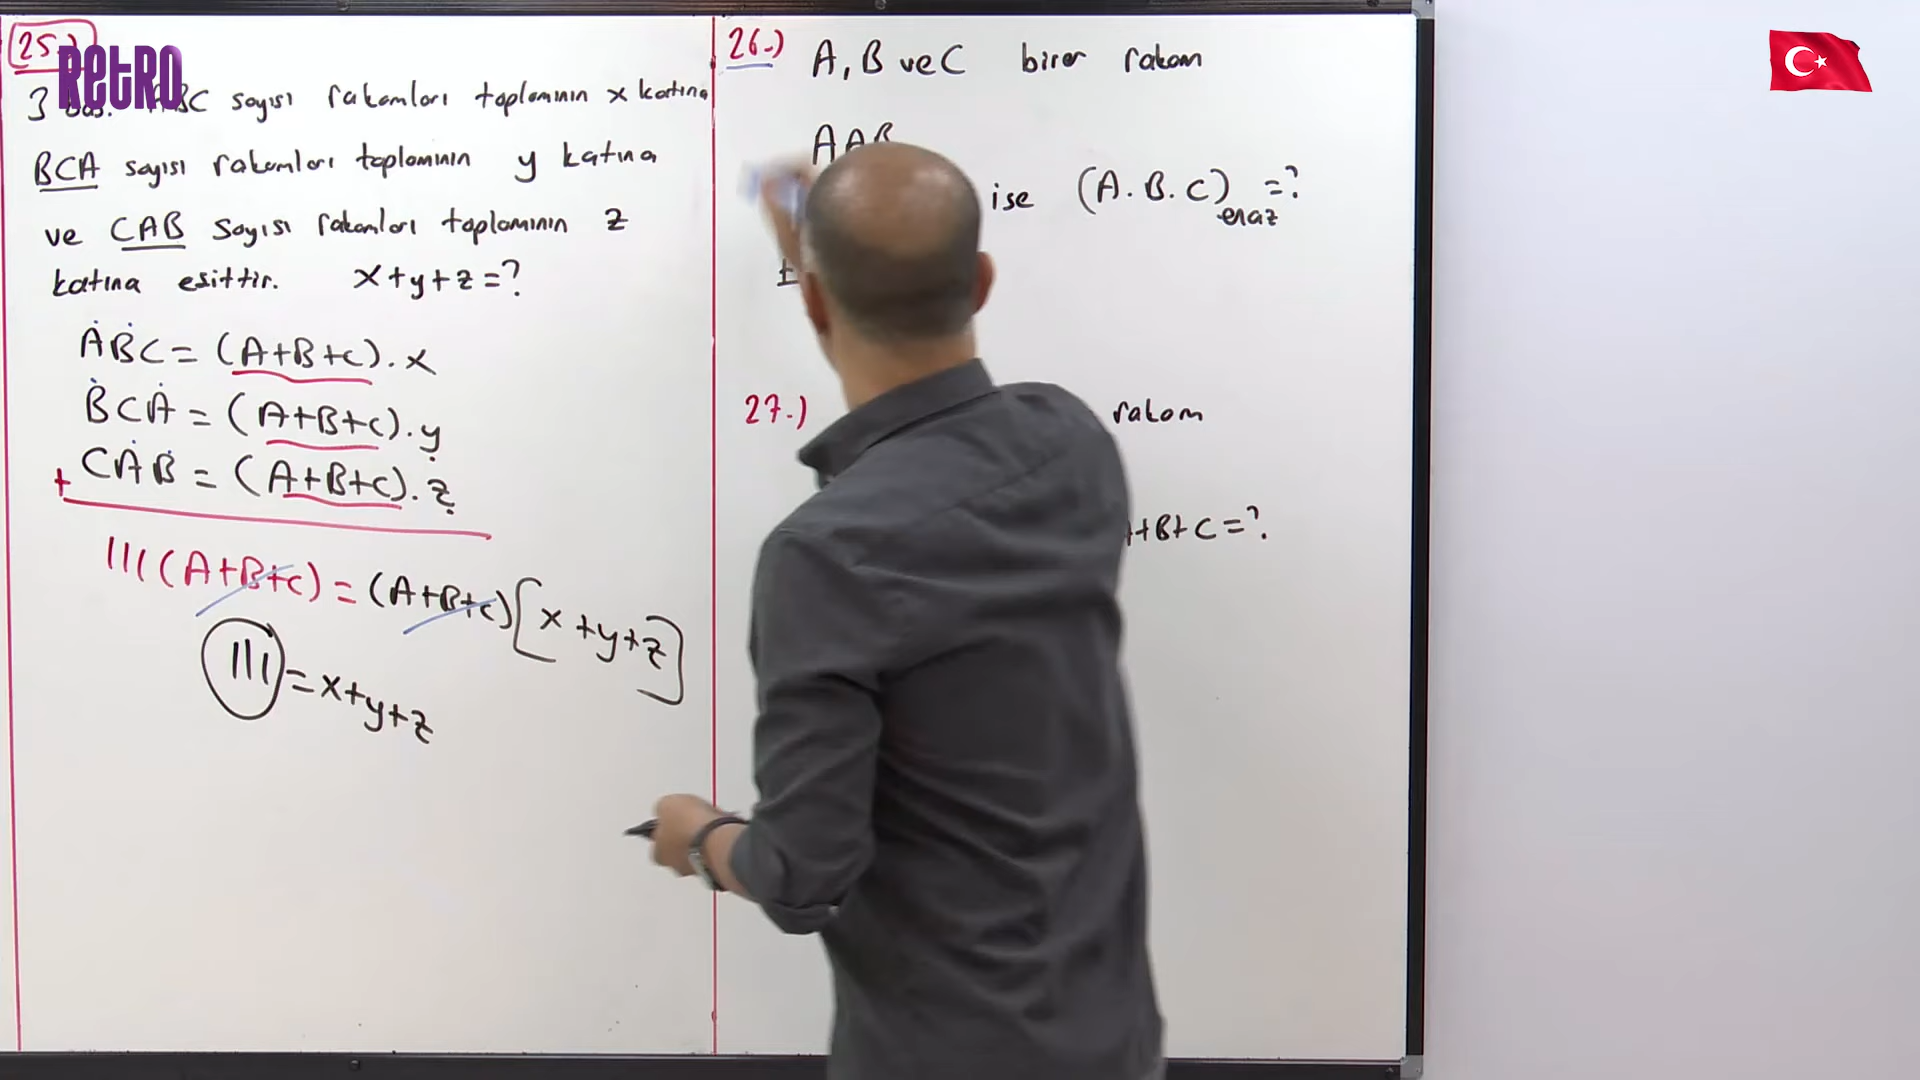 25.)
RETRO
3 Bas. ABC sayısı rakamları toplamının x katına
BCA sayısı rakamları toplamının y katına
ve CAB sayısı rakamları toplamının z
katına esittir. x+y+z=?
ABC = (A+B+C).x
BCA = (A+B+C).y
+ CAB = (A+B+C).z
111(A+B+C) = (A+B+C)[x+y+z]
111 = x+y+z
26.) A, B ve C birer rakam
AAB
ise (A.B.C) en az =?
+
27.) rakam
A+B+C=?